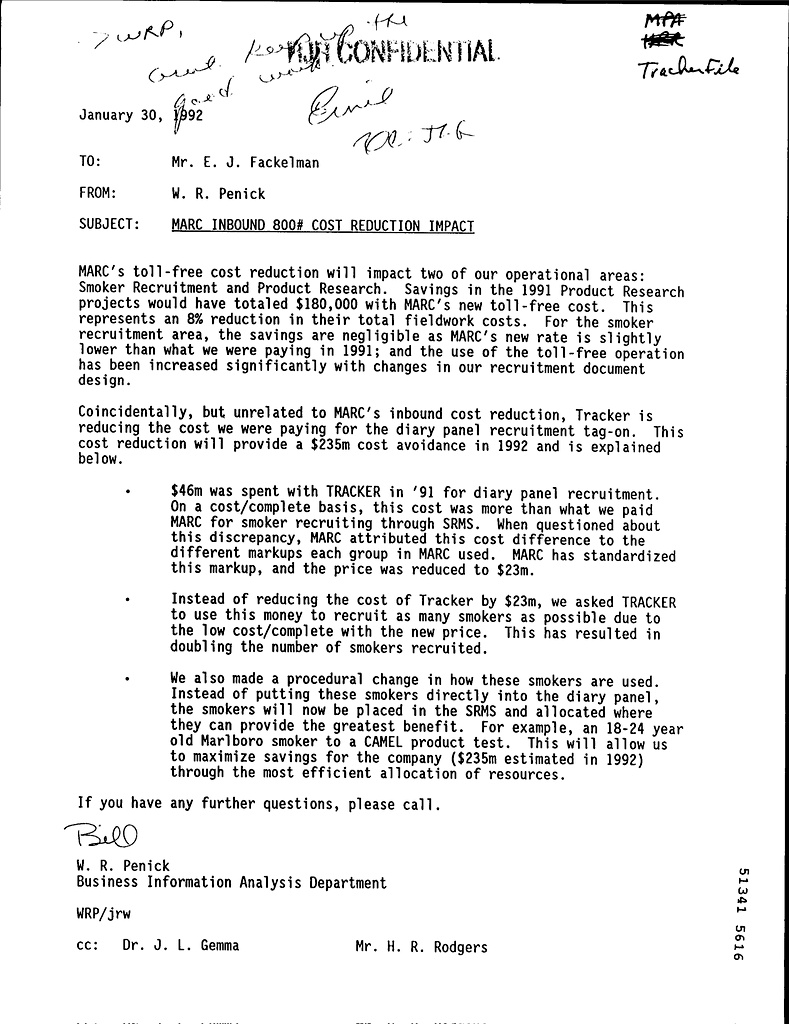 WRP,
MPA
Tracker File
keep up the
good work
RJR CONFIDENTIAL
Ernie
January 30, 1992
TO: Mr. E. J. Fackelman
FROM: W. R. Penick
SUBJECT: MARC INBOUND 800# COST REDUCTION IMPACT
MARC's toll-free cost reduction will impact two of our operational areas:
Smoker Recruitment and Product Research. Savings in the 1991 Product Research
projects would have totaled $180,000 with MARC's new toll-free cost. This
represents an 8% reduction in their total fieldwork costs. For the smoker
recruitment area, the savings are negligible as MARC's new rate is slightly
lower than what we were paying in 1991; and the use of the toll-free operation
has been increased significantly with changes in our recruitment document
design.
Coincidentally, but unrelated to MARC's inbound cost reduction, Tracker is
reducing the cost we were paying for the diary panel recruitment tag-on. This
cost reduction will provide a $235m cost avoidance in 1992 and is explained
below.
• $46m was spent with TRACKER in '91 for diary panel recruitment.
On a cost/complete basis, this cost was more than what we paid
MARC for smoker recruiting through SRMS. When questioned about
this discrepancy, MARC attributed this cost difference to the
different markups each group in MARC used. MARC has standardized
this markup, and the price was reduced to $23m.
• Instead of reducing the cost of Tracker by $23m, we asked TRACKER
to use this money to recruit as many smokers as possible due to
the low cost/complete with the new price. This has resulted in
doubling the number of smokers recruited.
• We also made a procedural change in how these smokers are used.
Instead of putting these smokers directly into the diary panel,
the smokers will now be placed in the SRMS and allocated where
they can provide the greatest benefit. For example, an 18-24 year
old Marlboro smoker to a CAMEL product test. This will allow us
to maximize savings for the company ($235m estimated in 1992)
through the most efficient allocation of resources.
If you have any further questions, please call.
Bill
W. R. Penick
Business Information Analysis Department
WRP/jrw
cc: Dr. J. L. Gemma Mr. H. R. Rodgers
51341 5616